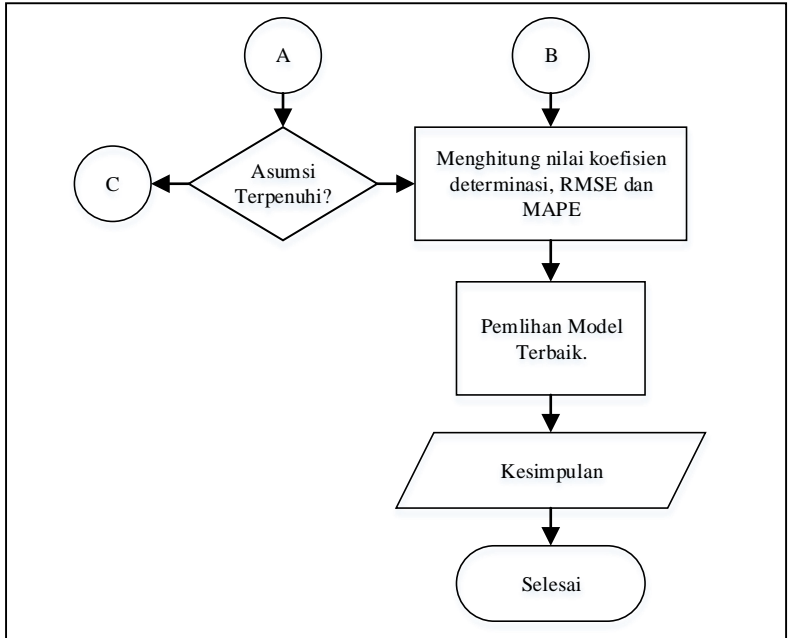 A
B
C
Asumsi
Terpenuhi?
Menghitung nilai koefisien
determinasi, RMSE dan
MAPE
Pemlihan Model
Terbaik.
Kesimpulan
Selesai